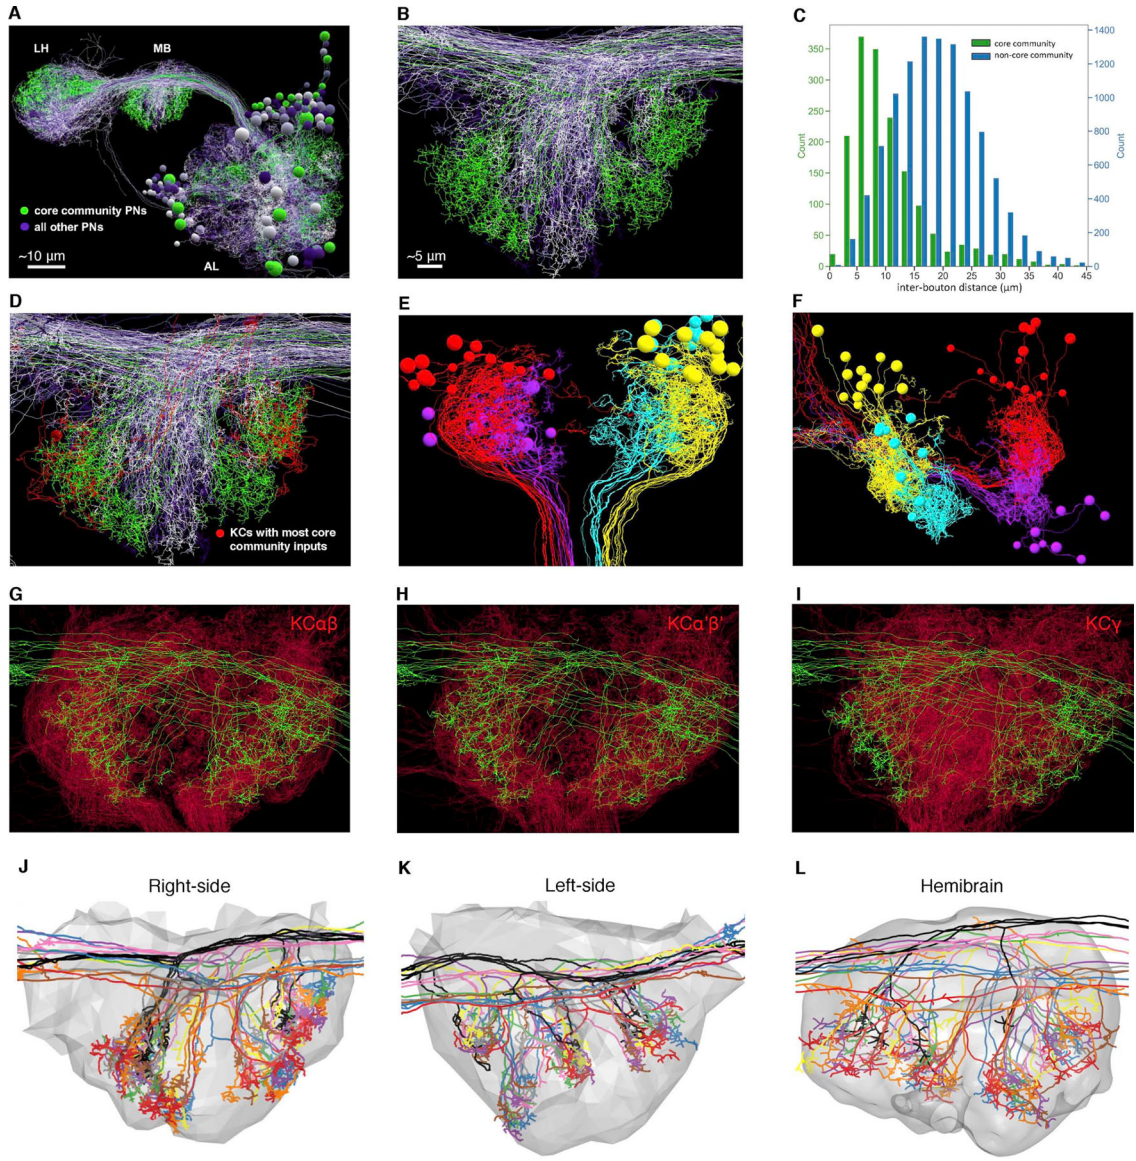 A
LH
MB
core community PNs
all other PNs
~10 µm
AL
B
~5 µm
C
core community
non-core community
350
300
250
200
150
100
50
0
Count
1400
1200
1000
800
600
400
200
0
Count
0 5 10 15 20 25 30 35 40 45
inter-bouton distance (µm)
D
KCs with most core
community inputs
E
F
G
KCαβ
H
KCα'β'
I
KCγ
J
Right-side
K
Left-side
L
Hemibrain